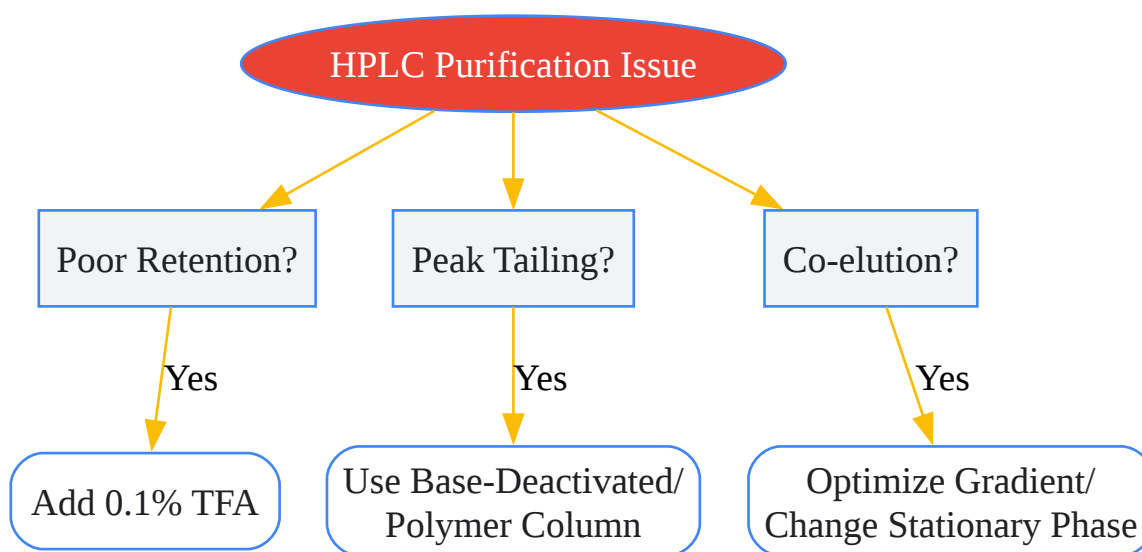 HPLC Purification Issue
Poor Retention?
Peak Tailing?
Co-elution?
Yes
Yes
Yes
Add 0.1% TFA
Use Base-Deactivated/
Polymer Column
Optimize Gradient/
Change Stationary Phase